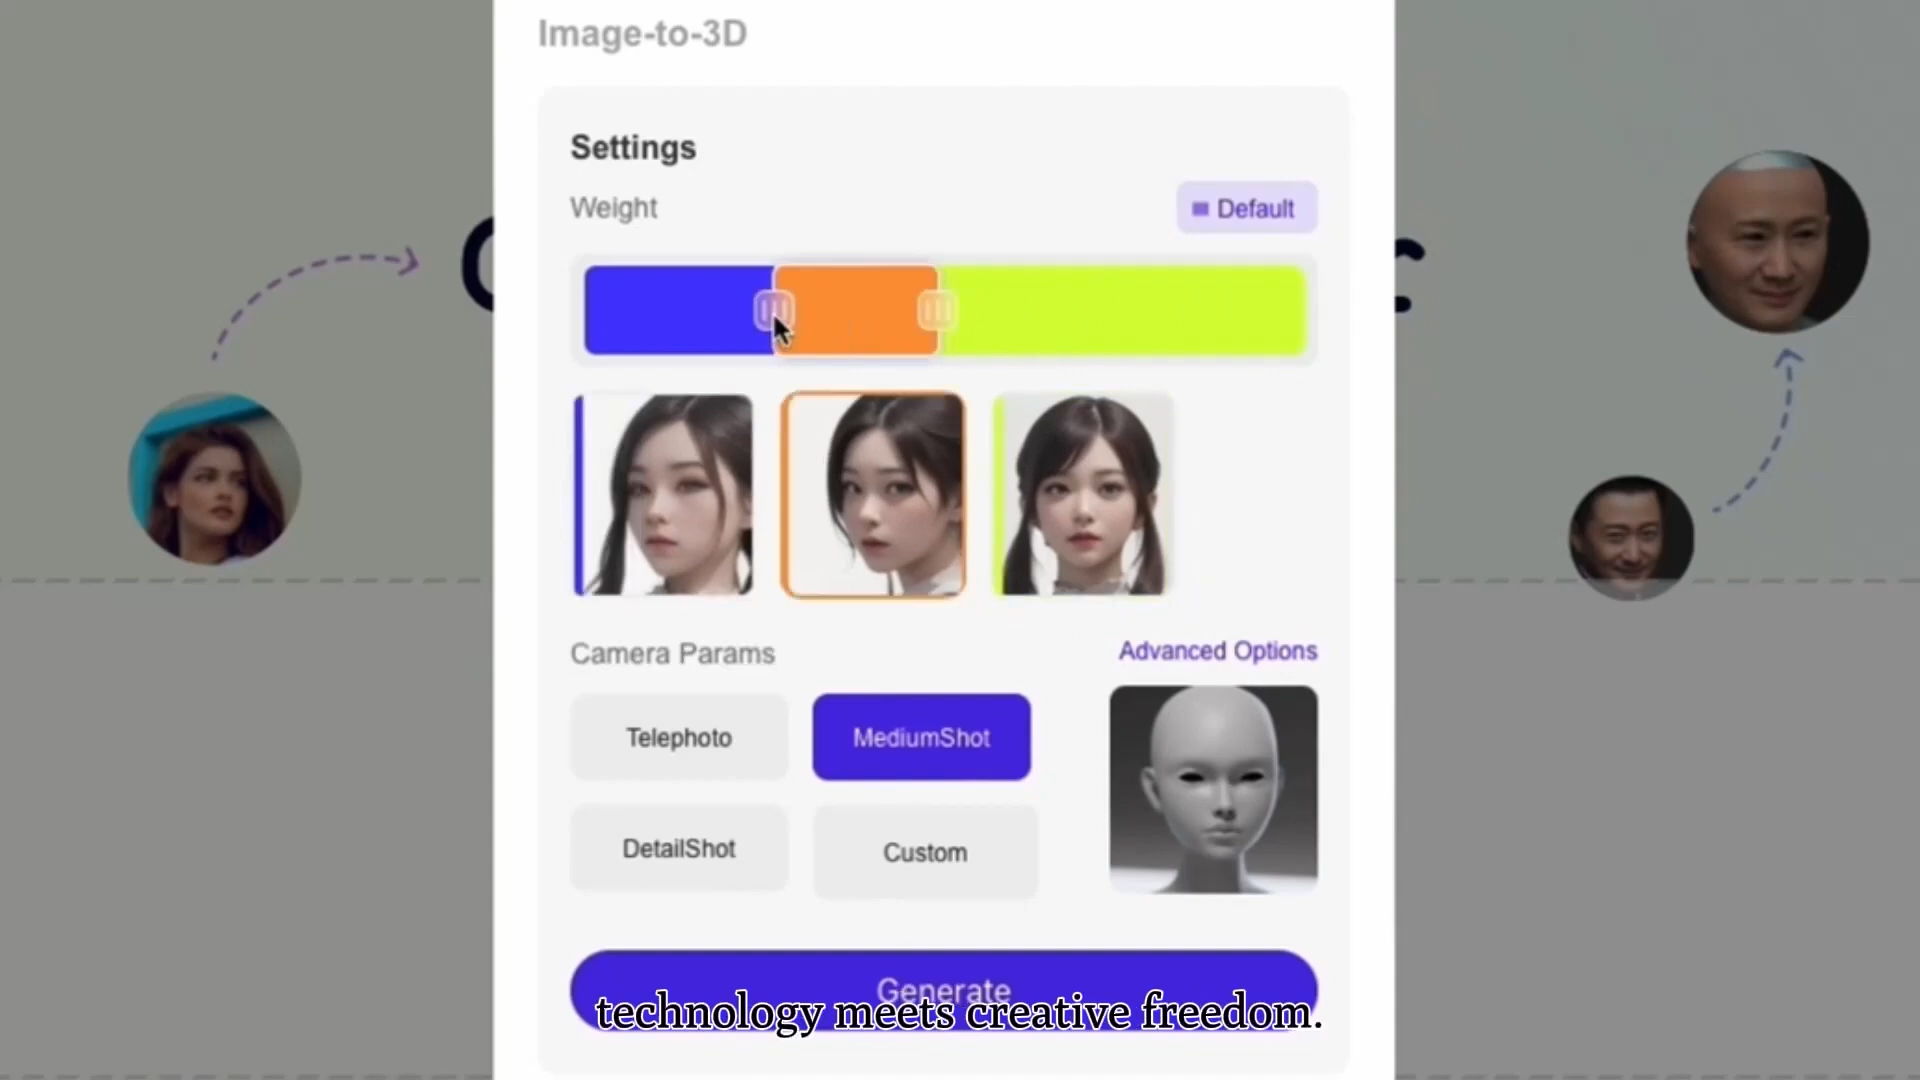 Image-to-3D
Settings
Weight
Default
Camera Params
Advanced Options
Telephoto
MediumShot
DetailShot
Custom
Generate
technology meets creative freedom.